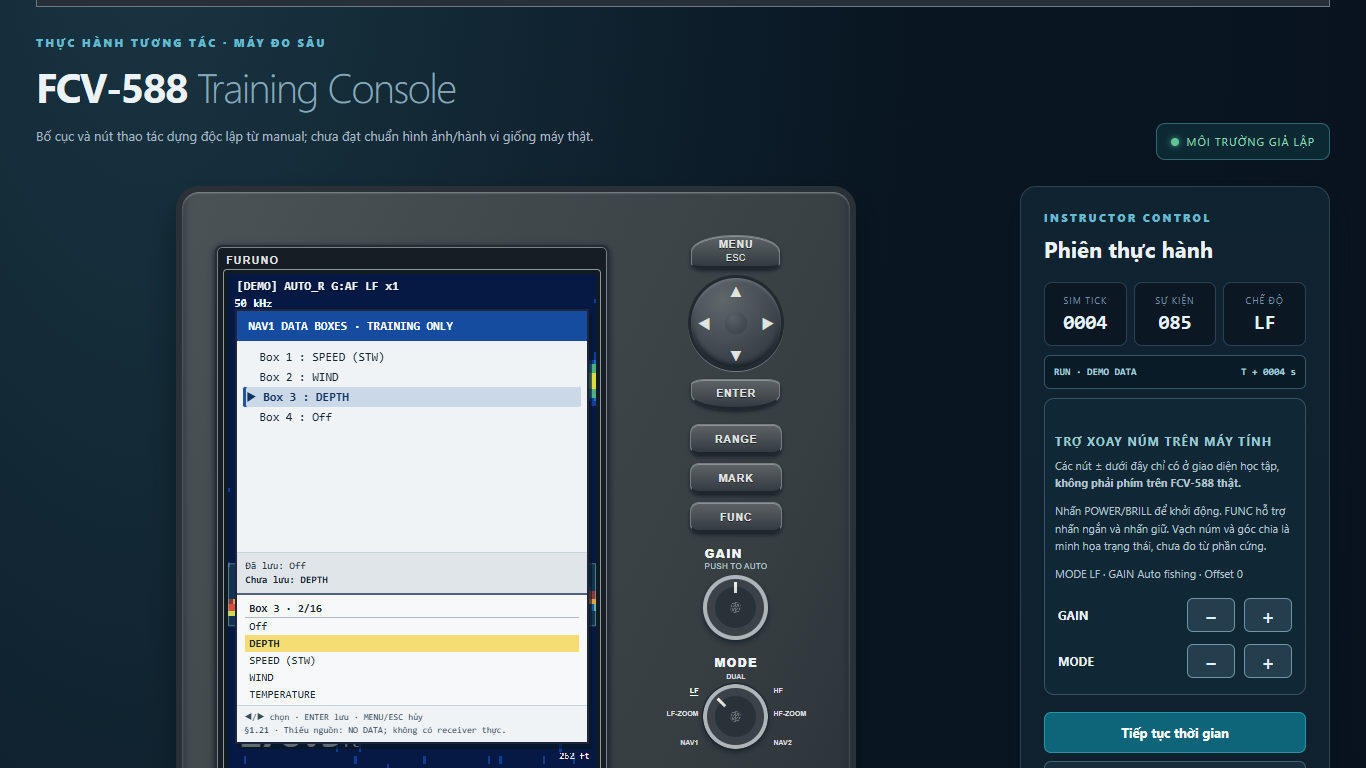 THỰC HÀNH TƯƠNG TÁC · MÁY ĐO SÂU
FCV-588 Training Console
Bố cục và nút thao tác dựng độc lập từ manual; chưa đạt chuẩn hình ảnh/hành vi giống máy thật.
MÔI TRƯỜNG GIẢ LẬP
FURUNO
[DEMO] AUTO_R G:AF LF x1
50 kHz
NAV1 DATA BOXES · TRAINING ONLY
Box 1 : SPEED (STW)
Box 2 : WIND
▶ Box 3 : DEPTH
Box 4 : Off
Đã lưu: Off
Chưa lưu: DEPTH
Box 3 · 2/16
Off
DEPTH
SPEED (STW)
WIND
TEMPERATURE
◀/▶ chọn · ENTER lưu · MENU/ESC hủy
§1.21 · Thiếu nguồn: NO DATA; không có receiver thực.
262 ft
MENU
ESC
▲
◀ ▶
▼
ENTER
RANGE
MARK
FUNC
GAIN
PUSH TO AUTO
MODE
DUAL
LF HF
LF-ZOOM HF-ZOOM
NAV1 NAV2
INSTRUCTOR CONTROL
Phiên thực hành
SIM TICK
0004
SỰ KIỆN
085
CHẾ ĐỘ
LF
RUN · DEMO DATA T + 0004 s
TRỢ XOAY NÚM TRÊN MÁY TÍNH
Các nút ± dưới đây chỉ có ở giao diện học tập,
không phải phím trên FCV-588 thật.
Nhấn POWER/BRILL để khởi động. FUNC hỗ trợ
nhấn ngắn và nhấn giữ. Vạch núm và góc chia là
minh họa trạng thái, chưa đo từ phần cứng.
MODE LF · GAIN Auto fishing · Offset 0
GAIN − +
MODE − +
Tiếp tục thời gian